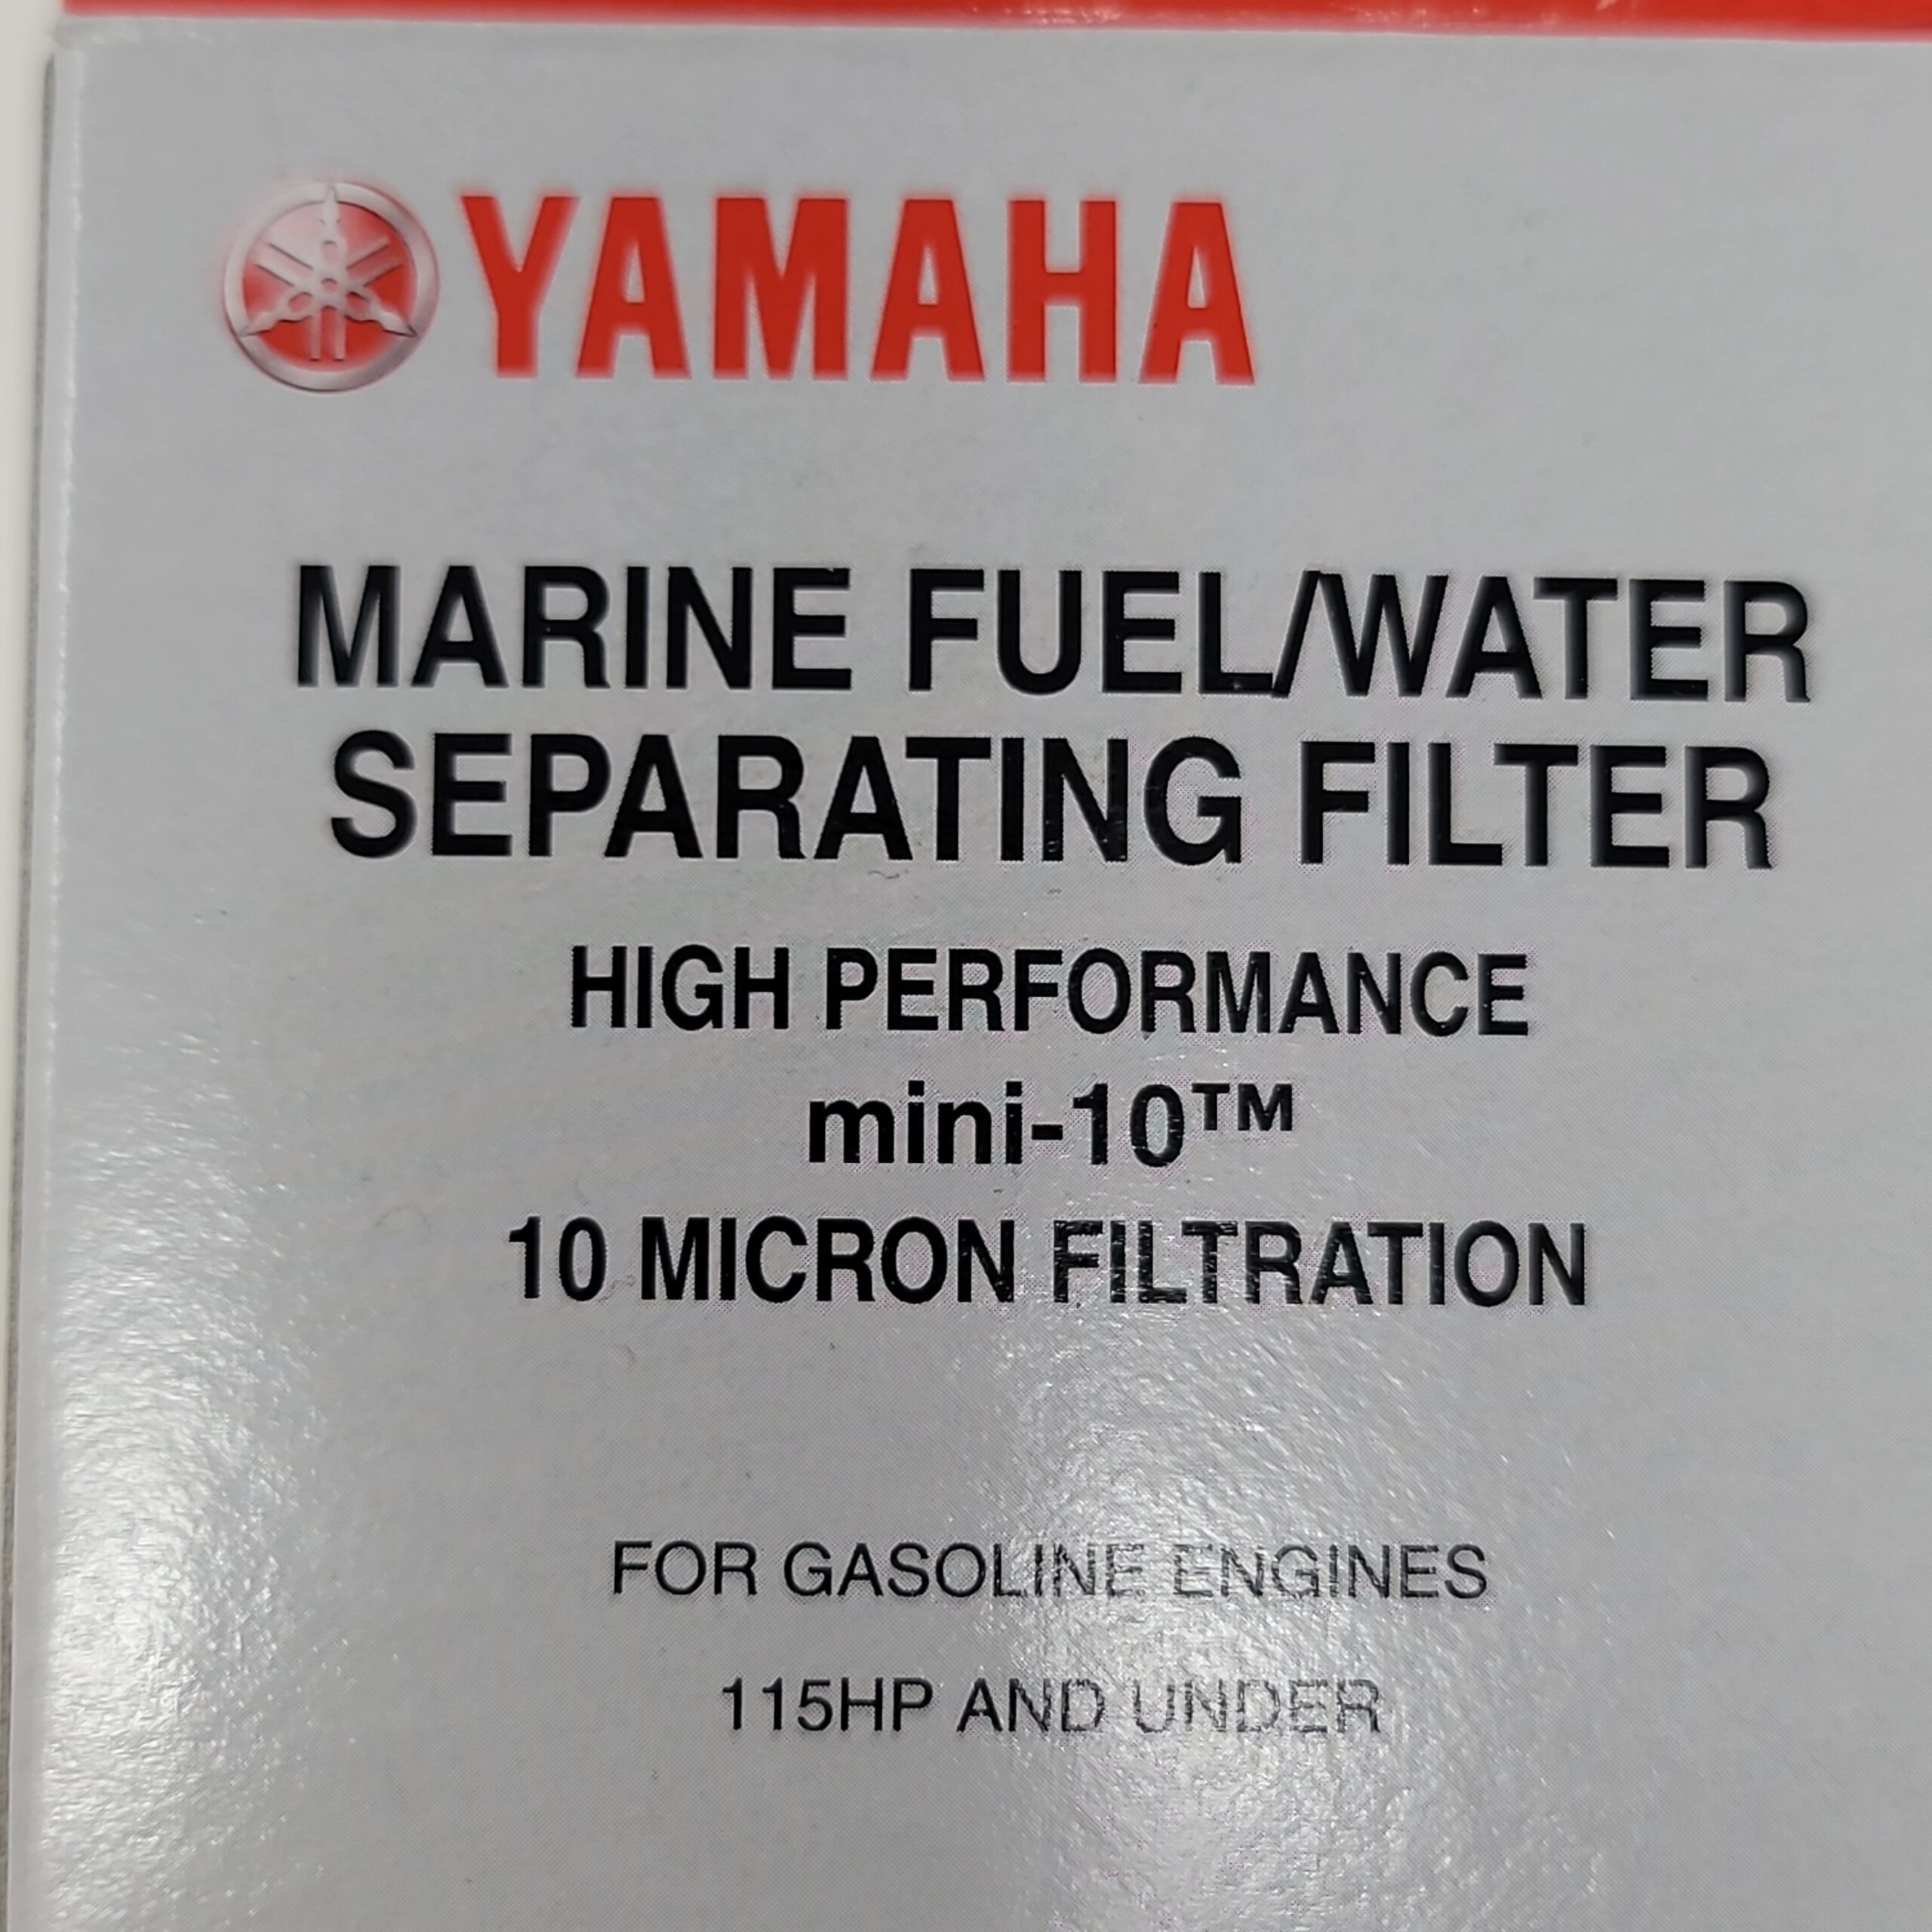 YAMAHA
MARINE FUEL/WATER
SEPARATING FILTER
HIGH PERFORMANCE
mini-10™
10 MICRON FILTRATION
FOR GASOLINE ENGINES
115HP AND UNDER